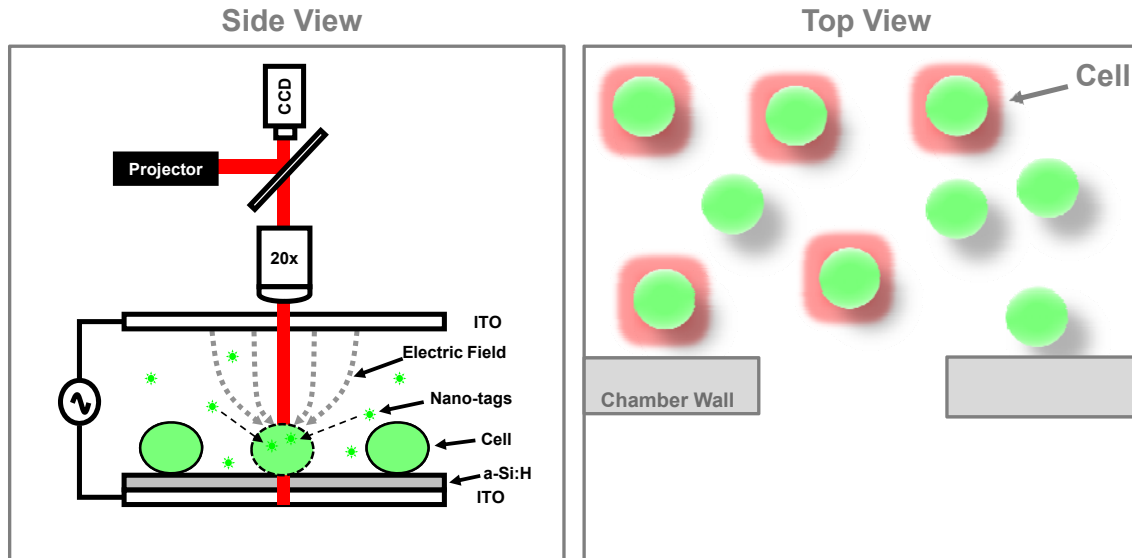 Side View
CCD
Projector
20x
ITO
Electric Field
Nano-tags
Cell
a-Si:H
ITO
Top View
Cell
Chamber Wall